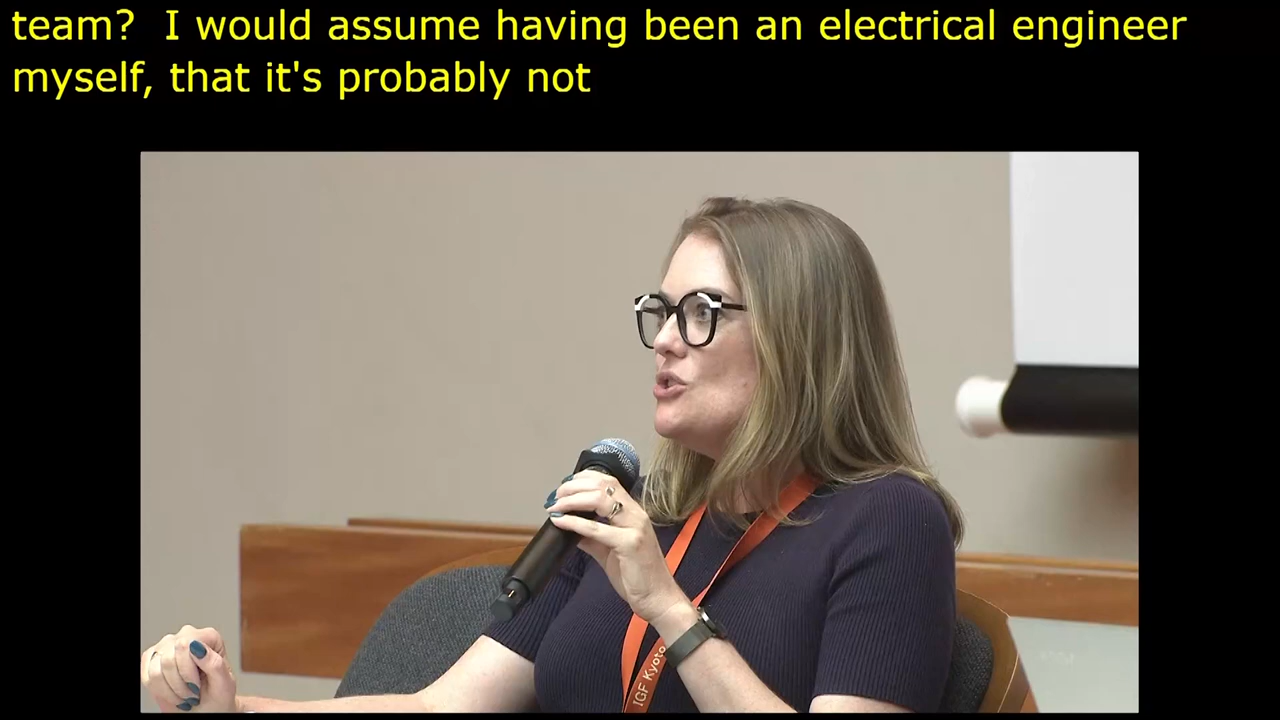 team?  I would assume having been an electrical engineer
myself, that it's probably not
IGF Kyoto